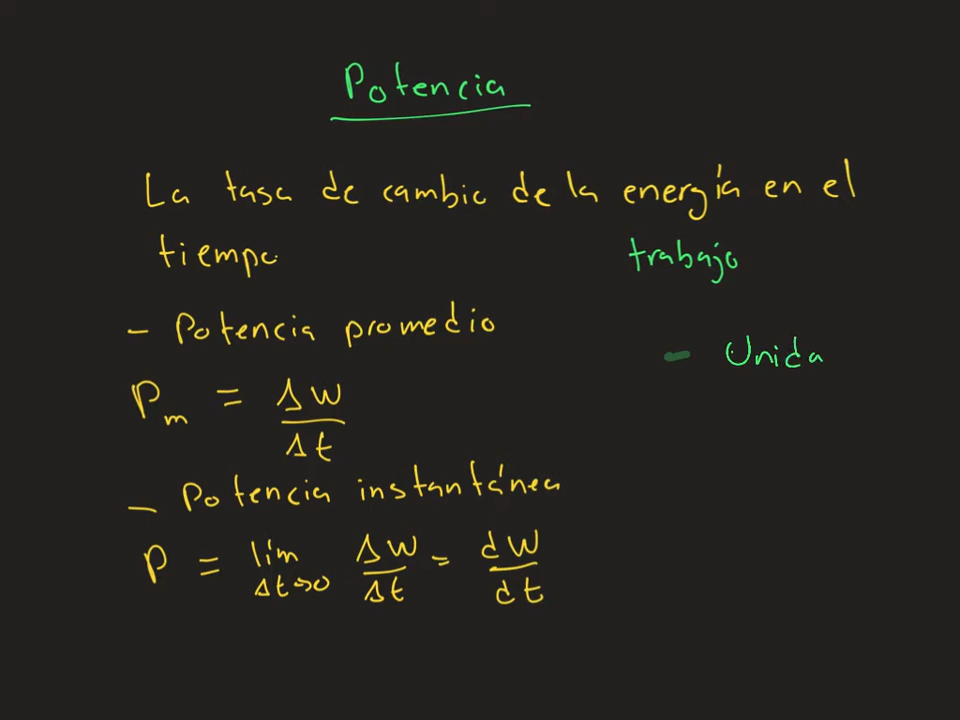 Potencia
La tasa de cambio de la energía en el
tiempo
trabajo
- Potencia promedio
- Unida
Pm = ΔW/Δt
- Potencia instantánea
P = lím Δt→0 ΔW/Δt = dW/dt